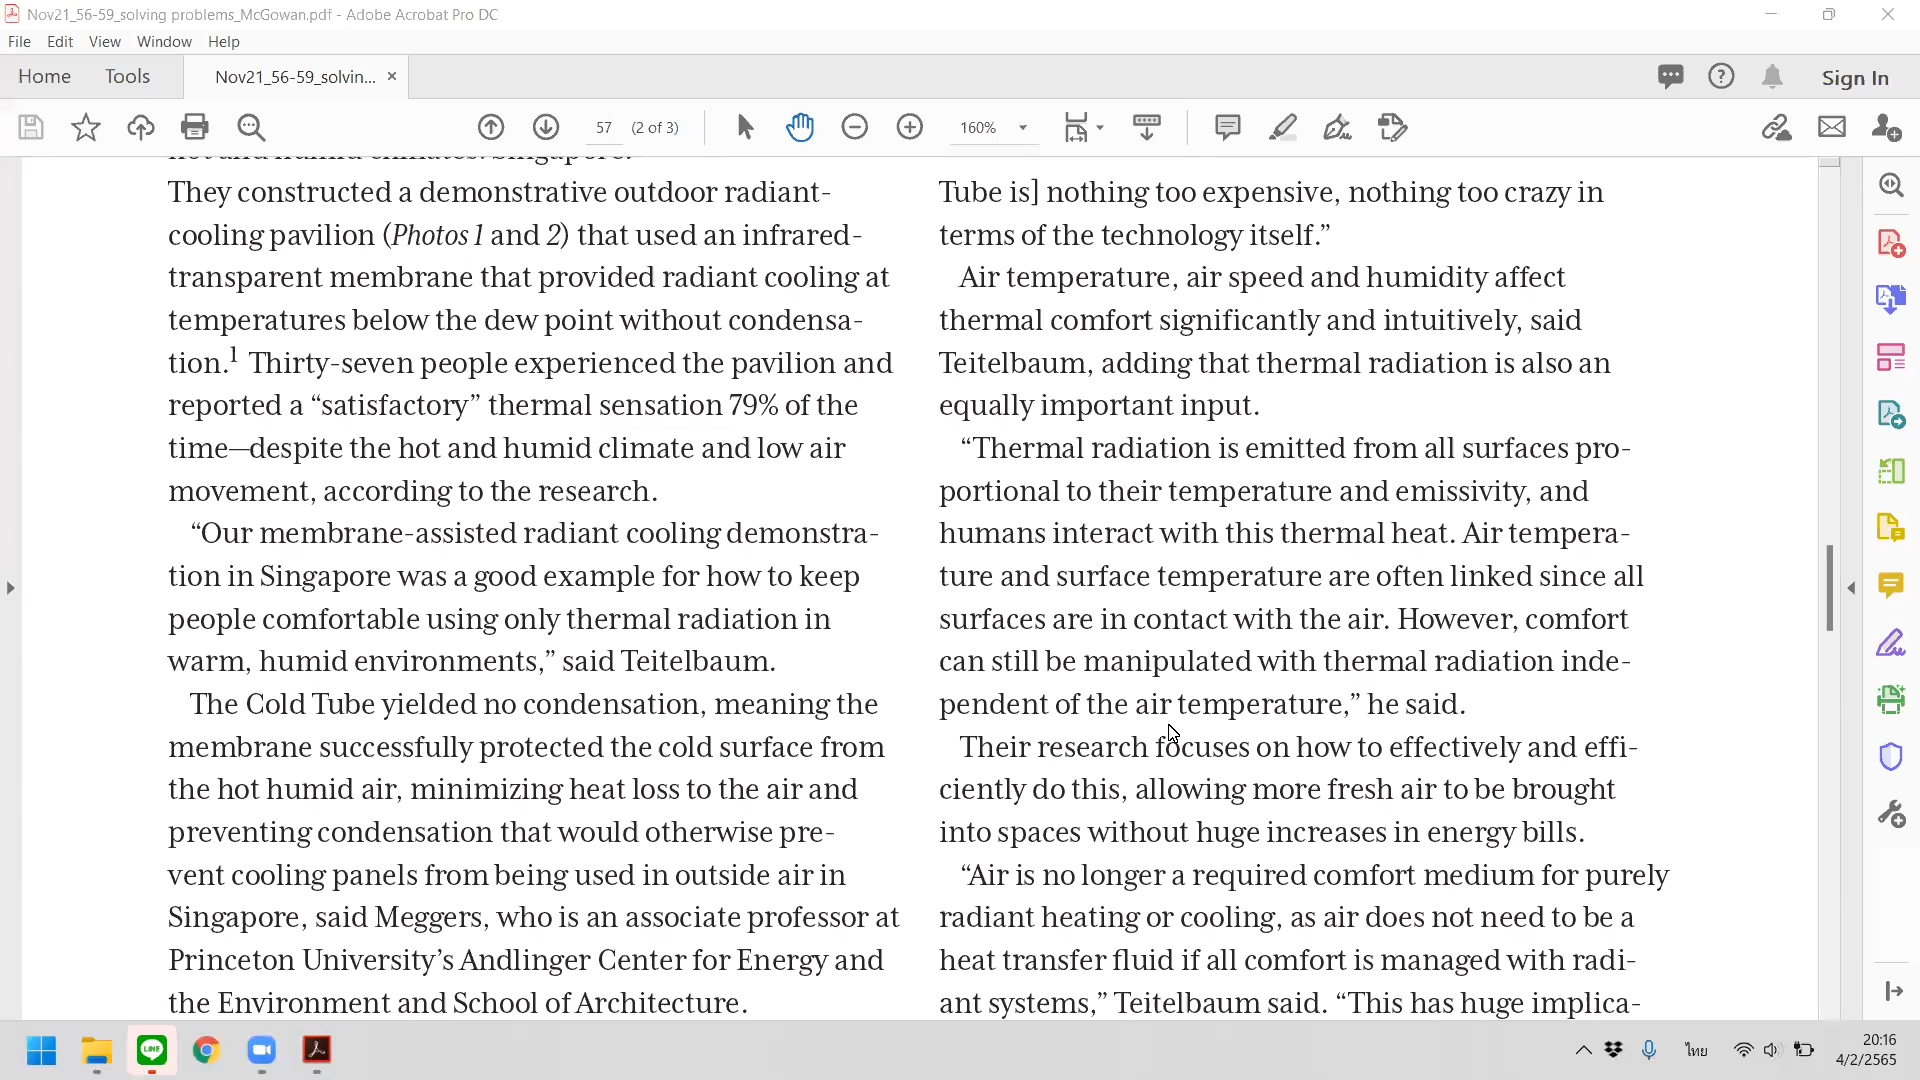 Nov21_56-59_solving problems_McGowan.pdf - Adobe Acrobat Pro DC
File Edit View Window Help
Home Tools Nov21_56-59_solvin... × Sign In
57 (2 of 3) 160%
hot and humid climates: Singapore.
They constructed a demonstrative outdoor radiant-
cooling pavilion (Photos 1 and 2) that used an infrared-
transparent membrane that provided radiant cooling at
temperatures below the dew point without condensa-
tion.1 Thirty-seven people experienced the pavilion and
reported a “satisfactory” thermal sensation 79% of the
time—despite the hot and humid climate and low air
movement, according to the research.
“Our membrane-assisted radiant cooling demonstra-
tion in Singapore was a good example for how to keep
people comfortable using only thermal radiation in
warm, humid environments,” said Teitelbaum.
The Cold Tube yielded no condensation, meaning the
membrane successfully protected the cold surface from
the hot humid air, minimizing heat loss to the air and
preventing condensation that would otherwise pre-
vent cooling panels from being used in outside air in
Singapore, said Meggers, who is an associate professor at
Princeton University’s Andlinger Center for Energy and
the Environment and School of Architecture.
Tube is] nothing too expensive, nothing too crazy in
terms of the technology itself.”
Air temperature, air speed and humidity affect
thermal comfort significantly and intuitively, said
Teitelbaum, adding that thermal radiation is also an
equally important input.
“Thermal radiation is emitted from all surfaces pro-
portional to their temperature and emissivity, and
humans interact with this thermal heat. Air tempera-
ture and surface temperature are often linked since all
surfaces are in contact with the air. However, comfort
can still be manipulated with thermal radiation inde-
pendent of the air temperature,” he said.
Their research focuses on how to effectively and effi-
ciently do this, allowing more fresh air to be brought
into spaces without huge increases in energy bills.
“Air is no longer a required comfort medium for purely
radiant heating or cooling, as air does not need to be a
heat transfer fluid if all comfort is managed with radi-
ant systems,” Teitelbaum said. “This has huge implica-
LINE
ไทย
20:16
4/2/2565